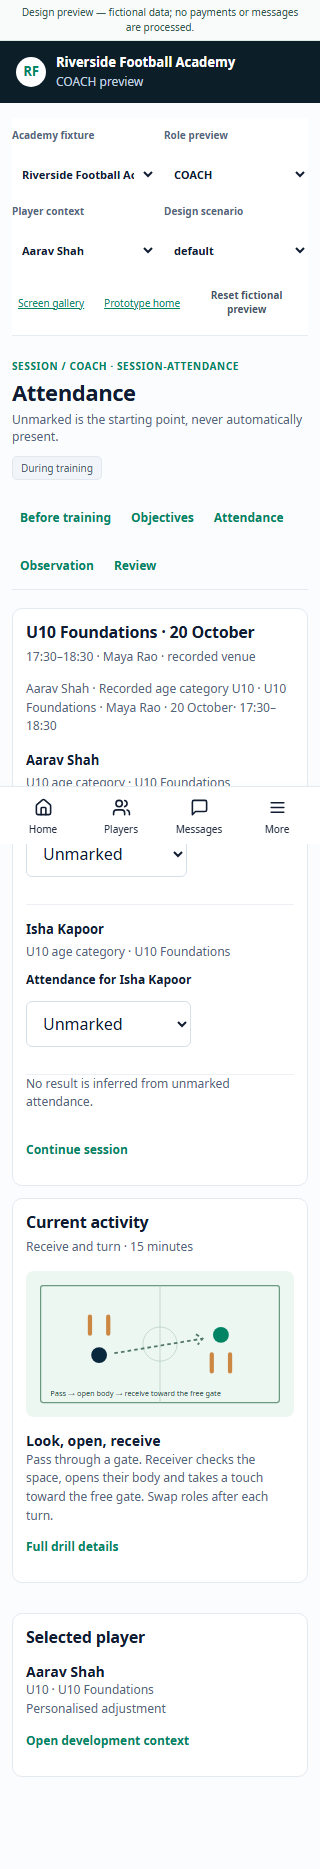 Design preview — fictional data; no payments or messages
are processed.
RF
Riverside Football Academy
COACH preview
Academy fixture
Role preview
Riverside Football Ac
COACH
Player context
Design scenario
Aarav Shah
default
Screen gallery
Prototype home
Reset fictional
preview
SESSION / COACH · SESSION-ATTENDANCE
Attendance
Unmarked is the starting point, never automatically
present.
During training
Before training
Objectives
Attendance
Observation
Review
U10 Foundations · 20 October
17:30–18:30 · Maya Rao · recorded venue
Aarav Shah · Recorded age category U10 · U10
Foundations · Maya Rao · 20 October· 17:30–
18:30
Aarav Shah
U10 age category · U10 Foundations
Home
Players
Messages
More
Unmarked
Isha Kapoor
U10 age category · U10 Foundations
Attendance for Isha Kapoor
Unmarked
No result is inferred from unmarked
attendance.
Continue session
Current activity
Receive and turn · 15 minutes
Pass → open body → receive toward the free gate
Look, open, receive
Pass through a gate. Receiver checks the
space, opens their body and takes a touch
toward the free gate. Swap roles after each
turn.
Full drill details
Selected player
Aarav Shah
U10 · U10 Foundations
Personalised adjustment
Open development context